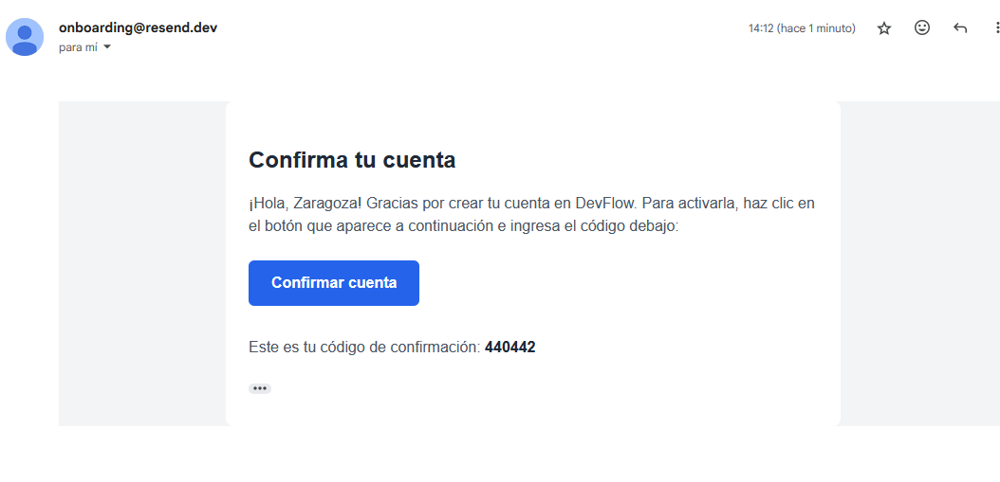 onboarding@resend.dev
14:12 (hace 1 minuto)
para mí
Confirma tu cuenta
¡Hola, Zaragoza! Gracias por crear tu cuenta en DevFlow. Para activarla, haz clic en
el botón que aparece a continuación e ingresa el código debajo:
Confirmar cuenta
Este es tu código de confirmación: 440442